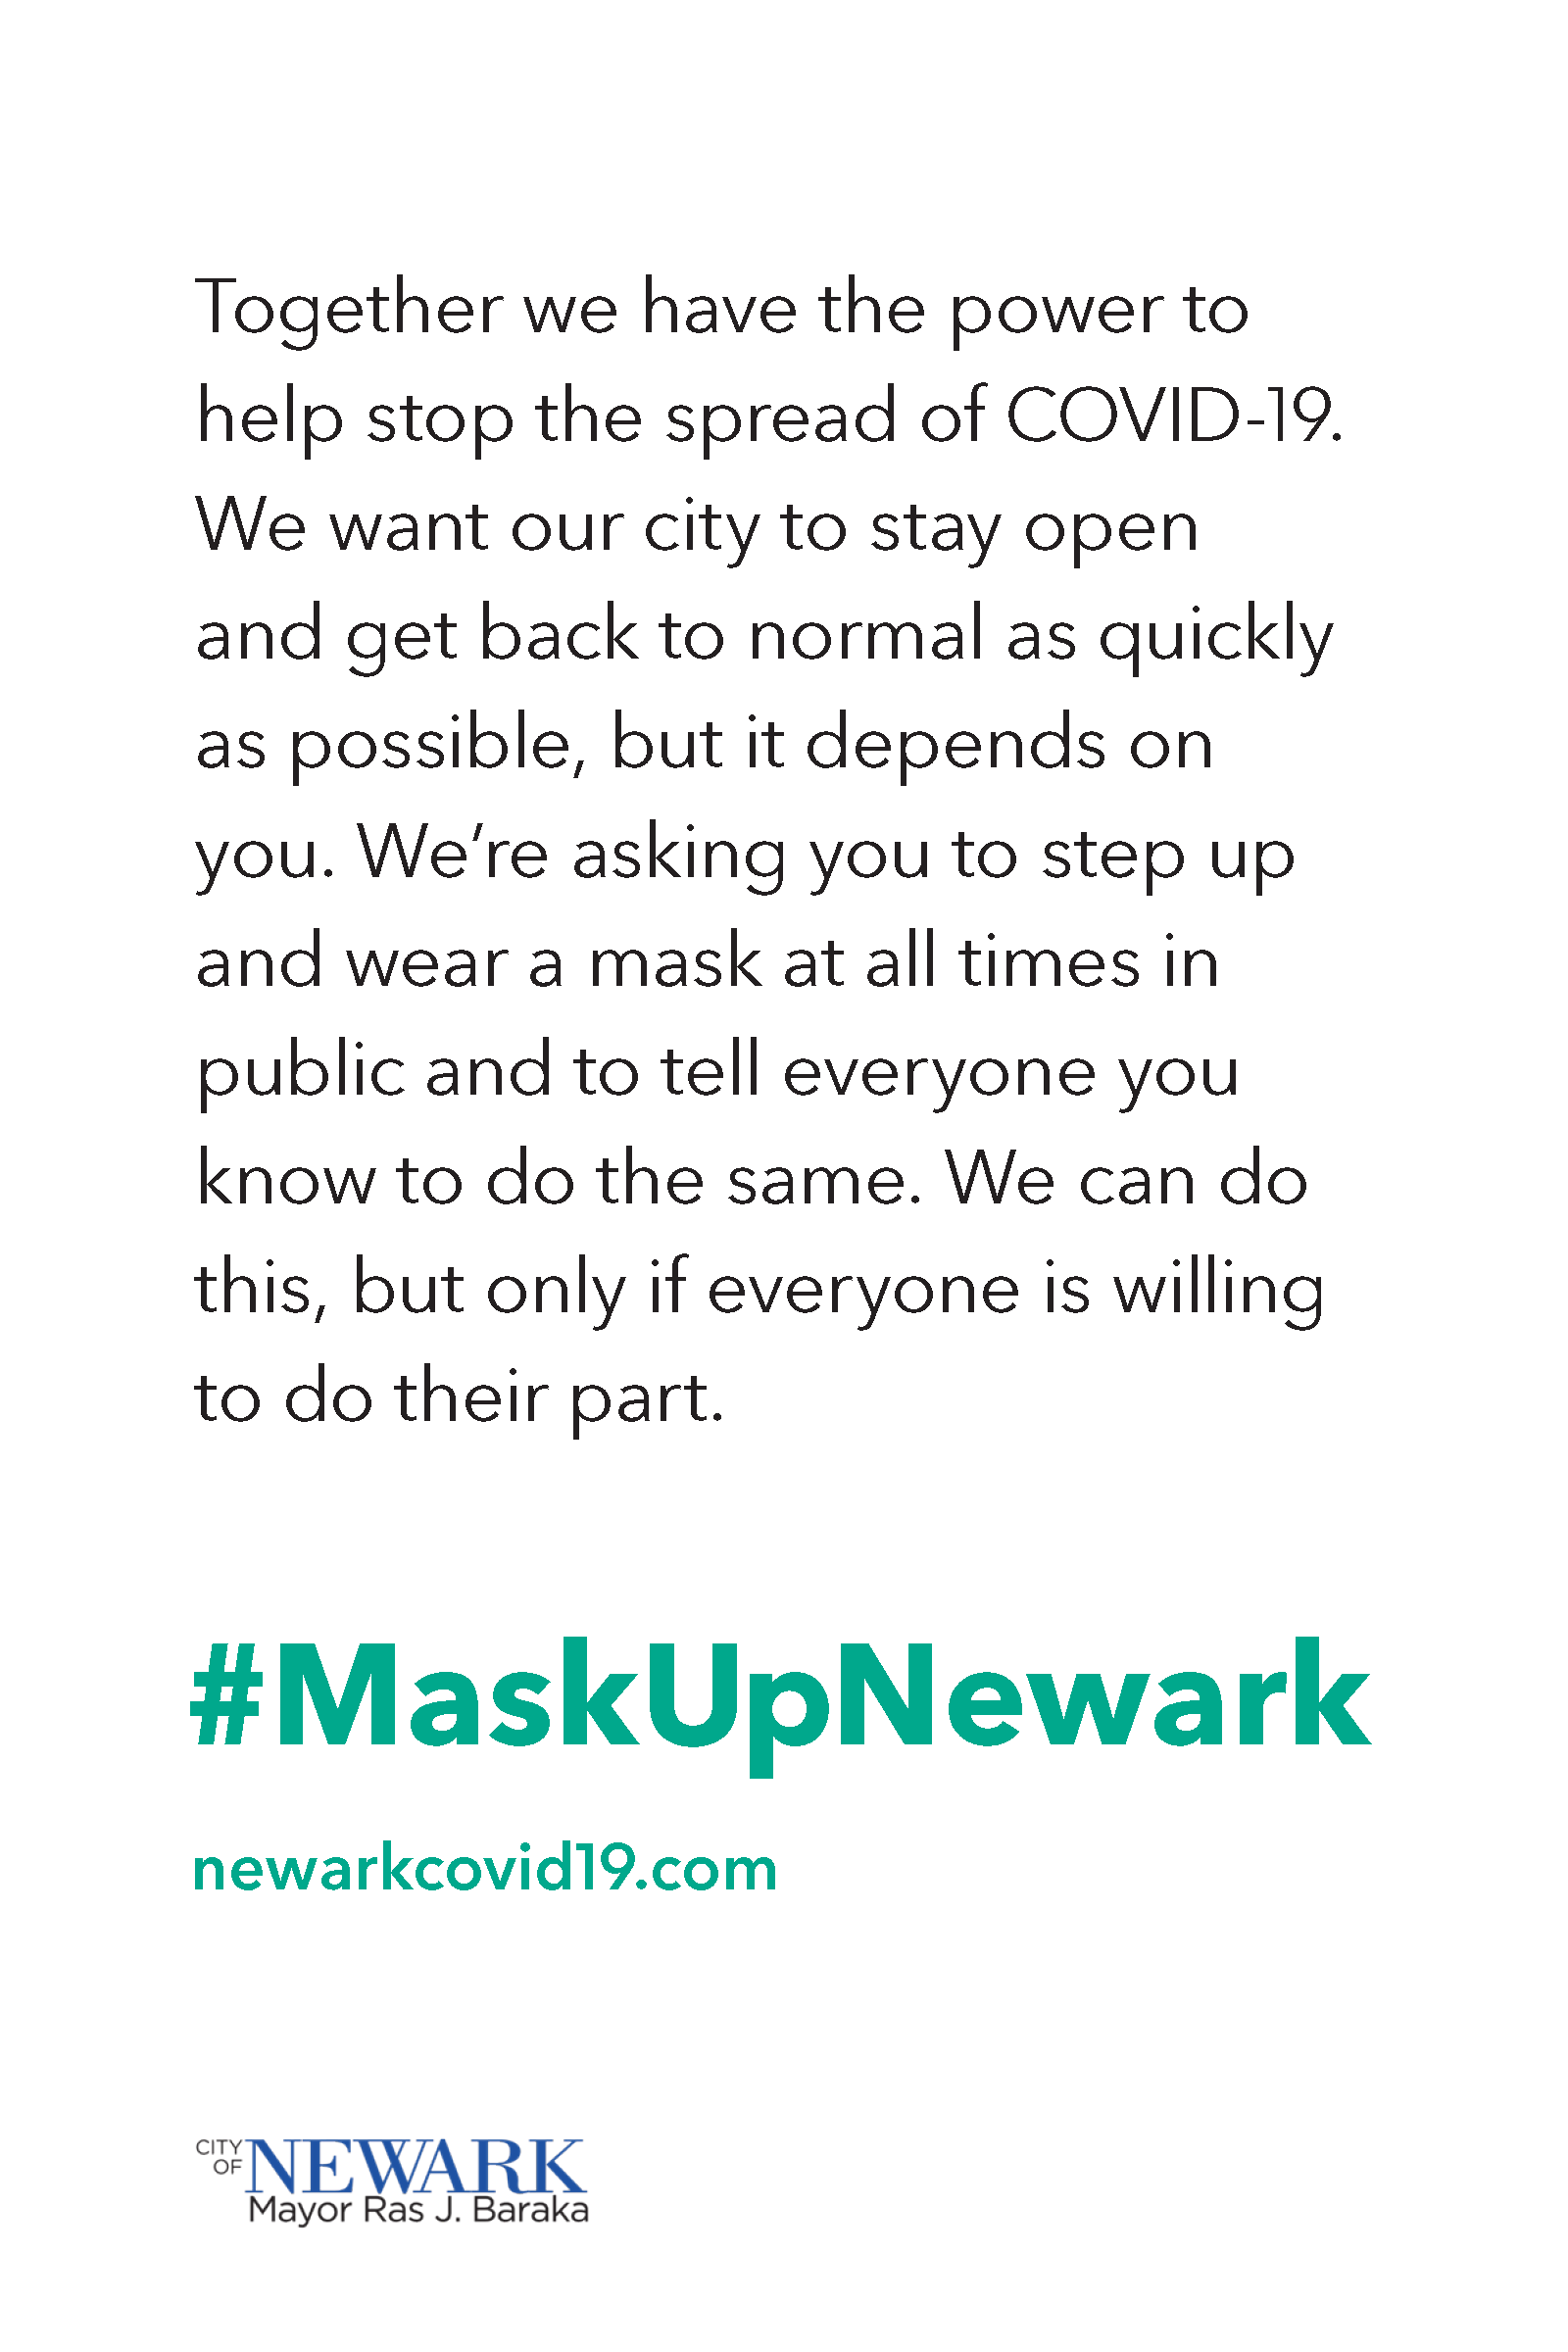 Together we have the power to
help stop the spread of COVID-19.
We want our city to stay open
and get back to normal as quickly
as possible, but it depends on
you. We’re asking you to step up
and wear a mask at all times in
public and to tell everyone you
know to do the same. We can do
this, but only if everyone is willing
to do their part.
#MaskUpNewark
newarkcovid19.com
CITY OF NEWARK
Mayor Ras J. Baraka